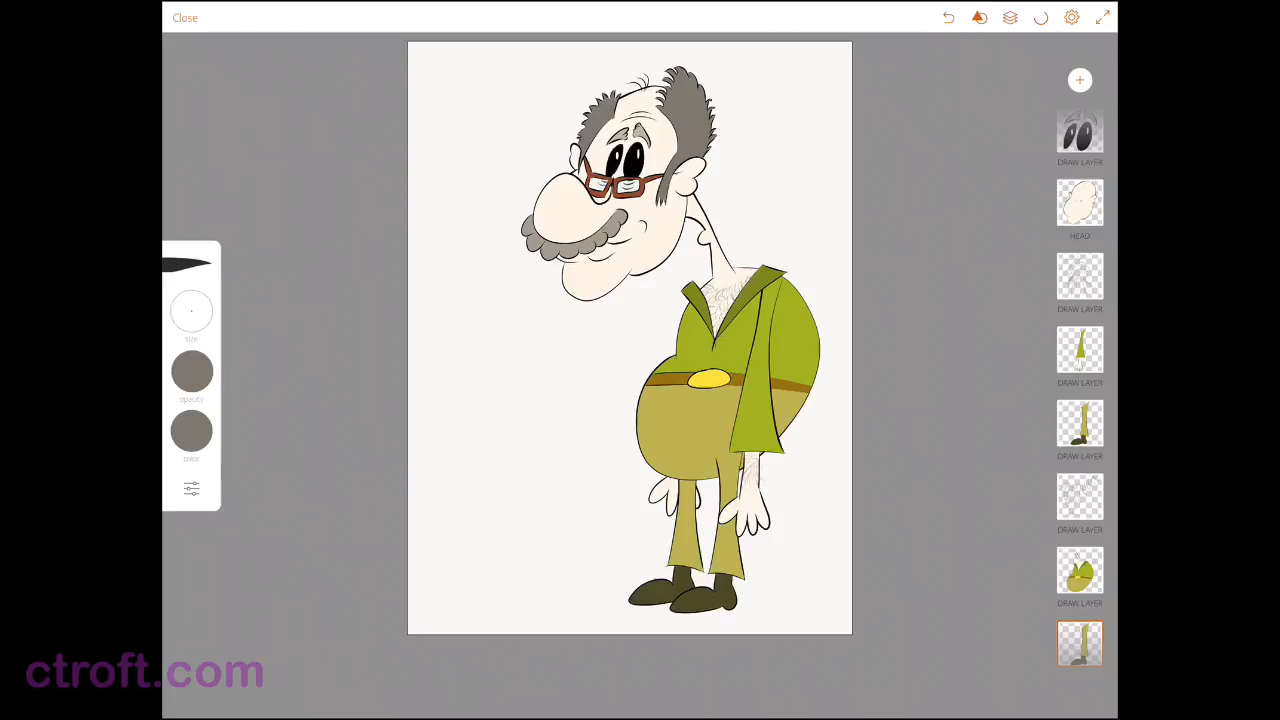 Close
size
opacity
color
DRAW LAYER
HEAD
DRAW LAYER
DRAW LAYER
DRAW LAYER
DRAW LAYER
DRAW LAYER
ctroft.com